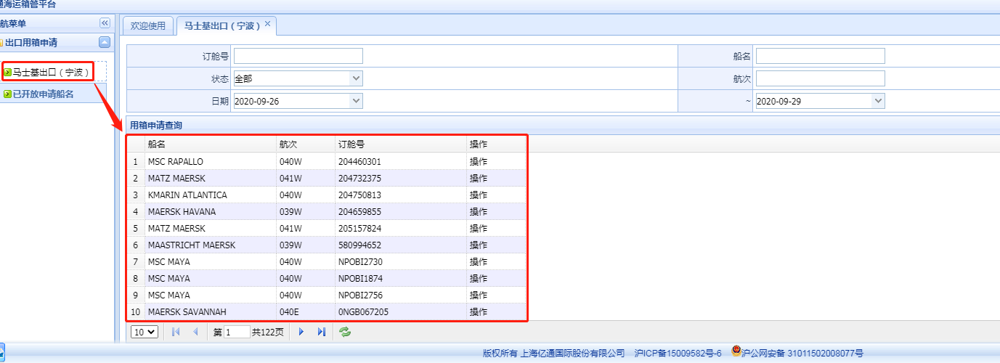 通海运箱管平台
航菜单
出口用箱申请
马士基出口（宁波）
已开放申请船名
欢迎使用 马士基出口（宁波）
订舱号 船名
状态 全部 航次
日期 2020-09-26 ~ 2020-09-29
用箱申请查询
船名 航次 订舱号 操作
1 MSC RAPALLO 040W 204460301 操作
2 MATZ MAERSK 041W 204732375 操作
3 KMARIN ATLANTICA 040W 204750813 操作
4 MAERSK HAVANA 039W 204659855 操作
5 MATZ MAERSK 041W 205157824 操作
6 MAASTRICHT MAERSK 039W 580994652 操作
7 MSC MAYA 040W NPOBI2730 操作
8 MSC MAYA 040W NPOBI1874 操作
9 MSC MAYA 040W NPOBI2756 操作
10 MAERSK SAVANNAH 040E 0NGB067205 操作
10 第 1 共122页
版权所有 上海亿通国际股份有限公司 沪ICP备15009582号-6 沪公网安备 31011502008077号